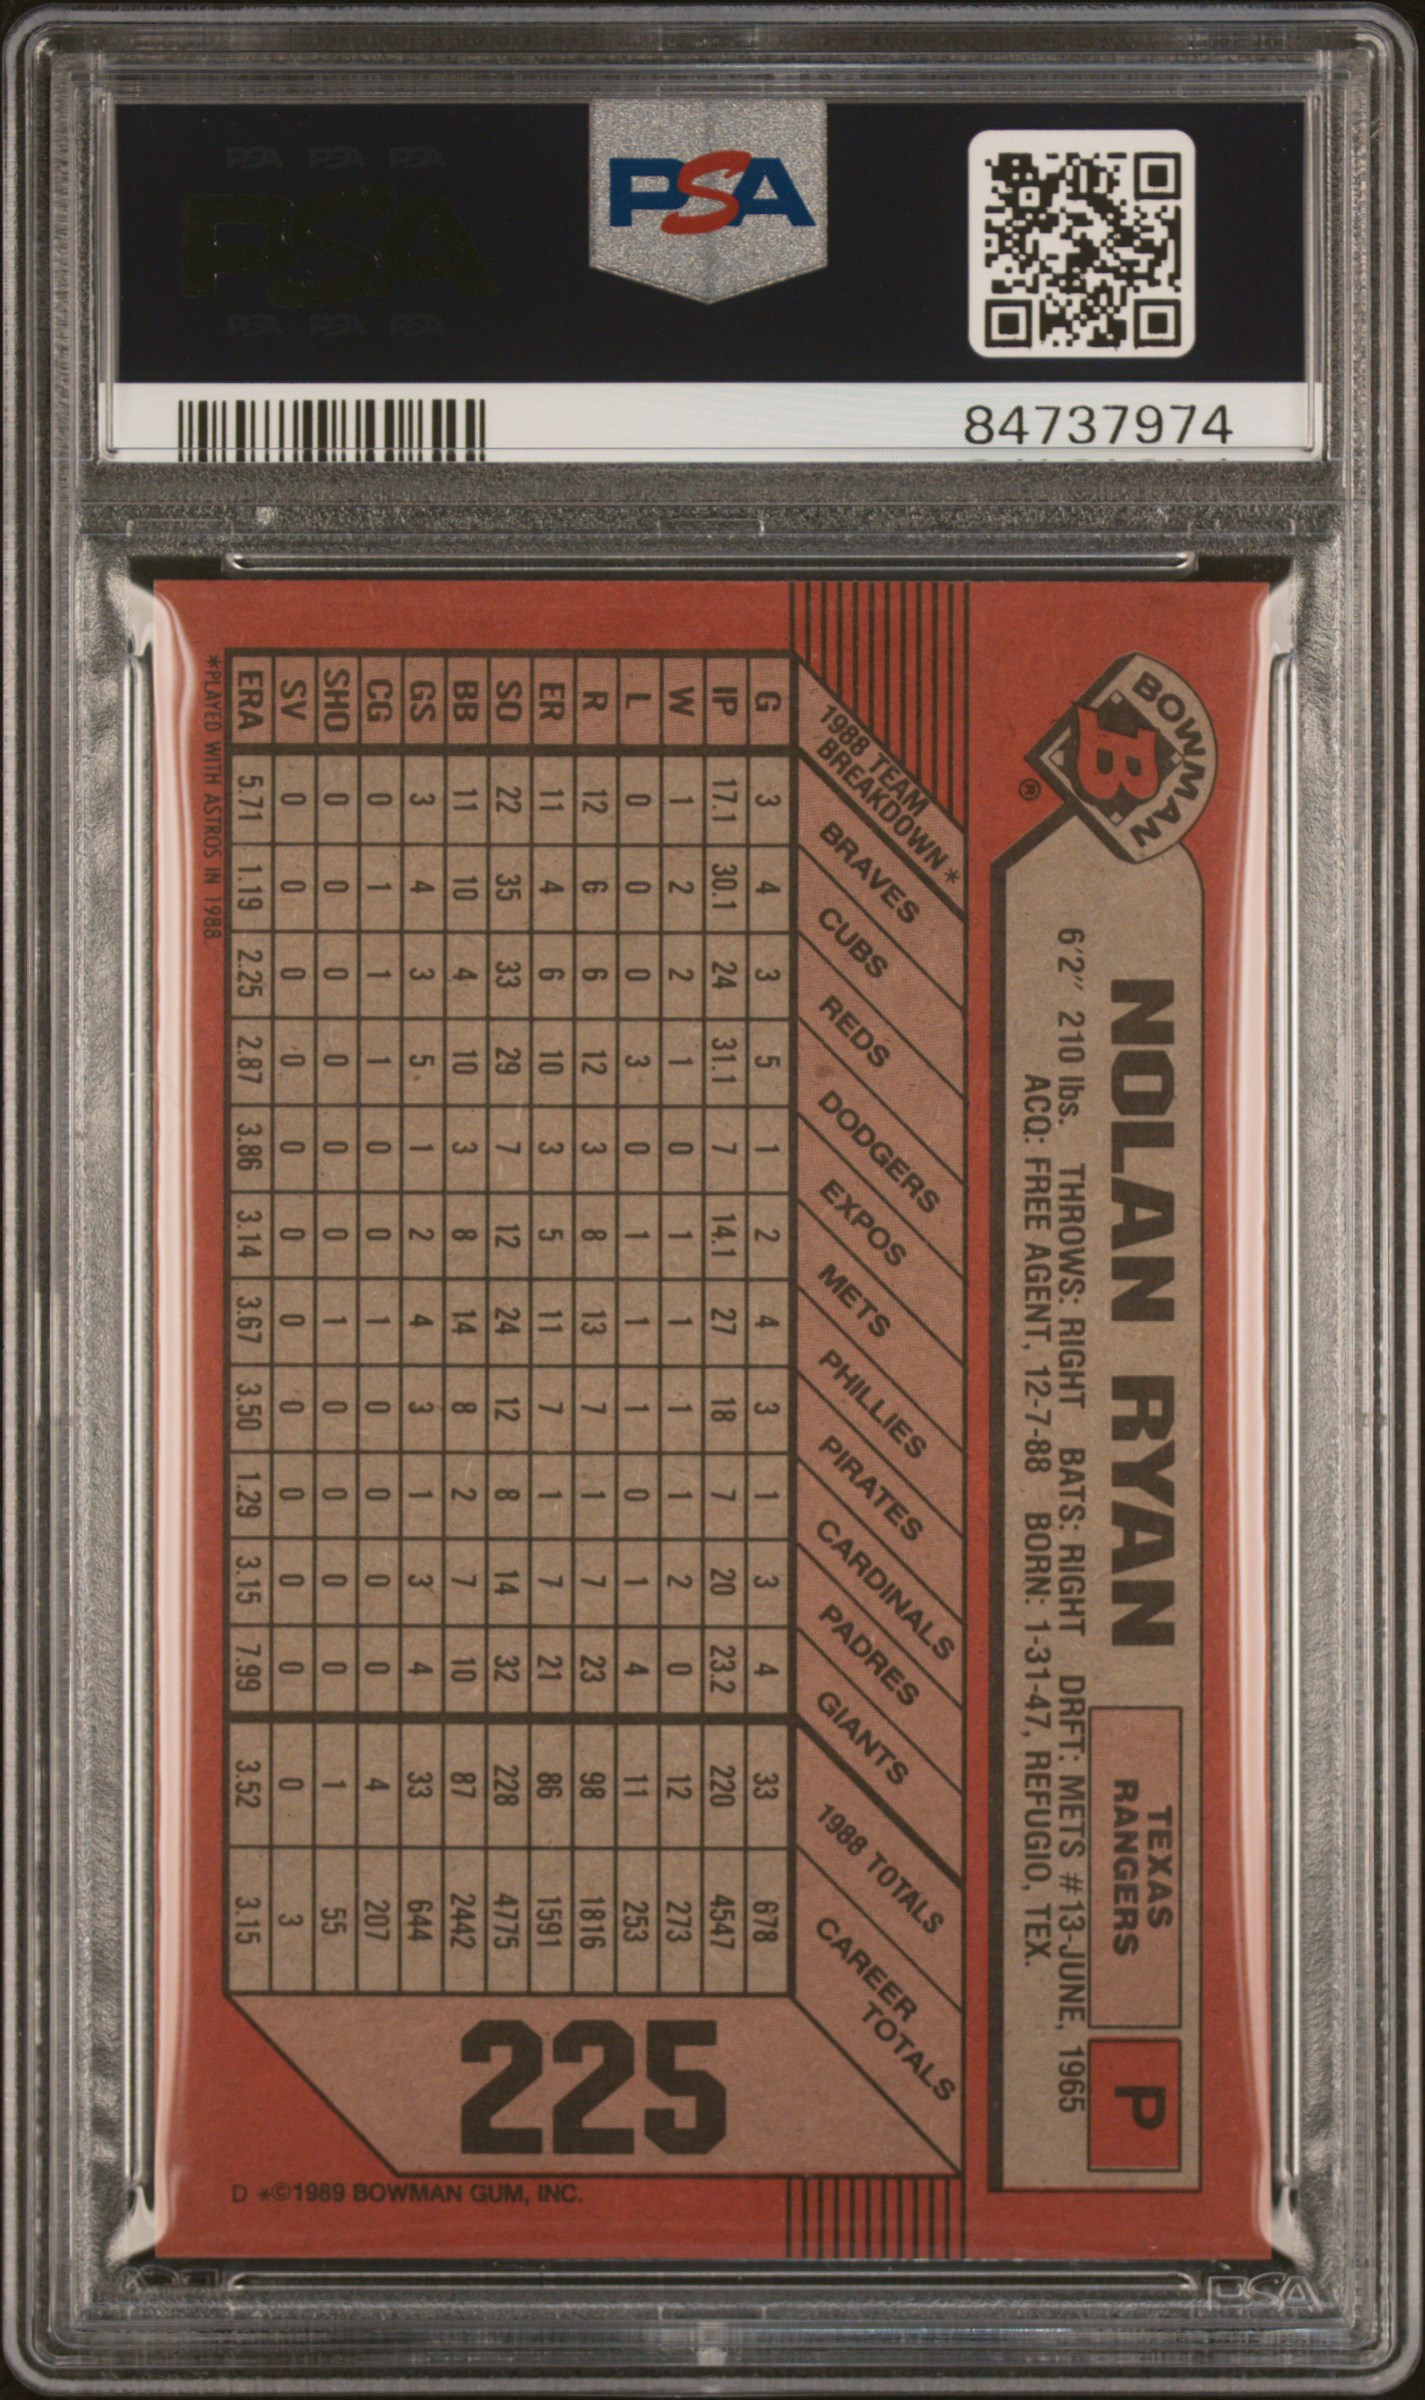 PSA PSA PSA
PSA
PSA PSA PSA
PSA
84737974
BOWMAN
B
®
NOLAN RYAN
TEXAS
RANGERS
P
6'2" 210 lbs. THROWS: RIGHT BATS: RIGHT DRFT: METS #13-JUNE, 1965
ACQ: FREE AGENT, 12-7-88 BORN: 1-31-47, REFUGIO, TEX.
1988 TEAM
BREAKDOWN* BRAVES CUBS REDS DODGERS EXPOS METS PHILLIES PIRATES CARDINALS PADRES GIANTS 1988 TOTALS CAREER TOTALS
G 3 4 3 5 1 2 4 3 1 3 4 33 678
IP 17.1 30.1 24 31.1 7 14.1 27 18 7 20 23.2 220 4547
W 1 2 2 1 0 1 1 1 1 2 0 12 273
L 0 0 0 3 0 1 1 1 0 1 4 11 253
R 12 6 6 12 3 8 13 7 1 7 23 98 1816
ER 11 4 6 10 3 5 11 7 1 7 21 86 1591
SO 22 35 33 29 7 12 24 12 8 14 32 228 4775
BB 11 10 4 10 3 8 14 8 2 7 10 87 2442
GS 3 4 3 5 1 2 4 3 1 3 4 33 644
CG 0 1 1 1 0 0 1 0 0 0 0 4 207
SHO 0 0 0 0 0 0 1 0 0 0 0 1 55
SV 0 0 0 0 0 0 0 0 0 0 0 0 3
ERA 5.71 1.19 2.25 2.87 3.86 3.14 3.67 3.50 1.29 3.15 7.99 3.52 3.15
*PLAYED WITH ASTROS IN 1988.
225
D *©1989 BOWMAN GUM, INC.
PSA